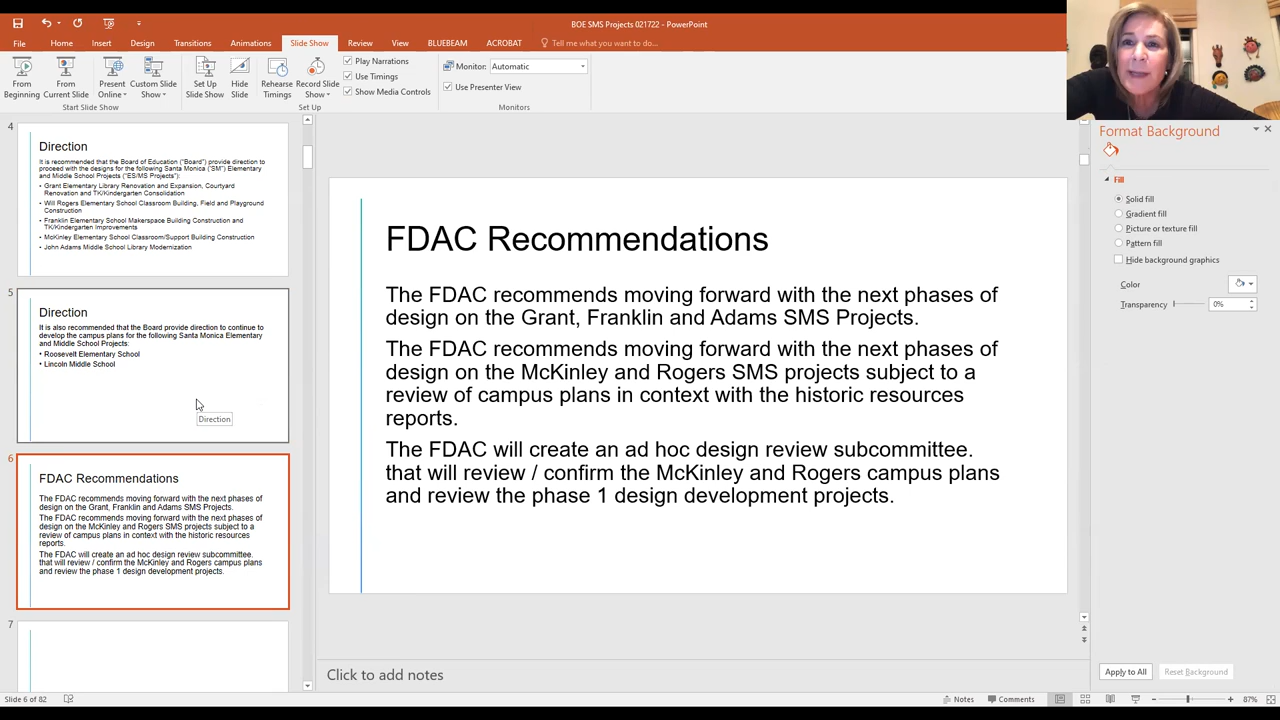 BOE SMS Projects 021722 - PowerPoint
File Home Insert Design Transitions Animations Slide Show Review View BLUEBEAM ACROBAT Tell me what you want to do...
From Beginning
From Current Slide
Present Online
Custom Slide Show
Start Slide Show
Set Up Slide Show
Hide Slide
Rehearse Timings
Record Slide Show
Play Narrations
Use Timings
Show Media Controls
Set Up
Monitor: Automatic
Use Presenter View
Monitors
4
Direction
It is recommended that the Board of Education ("Board") provide direction to
proceed with the designs for the following Santa Monica ("SM") Elementary
and Middle School Projects ("ES/MS Projects"):
• Grant Elementary Library Renovation and Expansion, Courtyard
Renovation and TK/Kindergarten Consolidation
• Will Rogers Elementary School Classroom Building, Field and Playground
Construction
• Franklin Elementary School Makerspace Building Construction and
TK/Kindergarten Improvements
• McKinley Elementary School Classroom/Support Building Construction
• John Adams Middle School Library Modernization
5
Direction
It is also recommended that the Board provide direction to continue to
develop the campus plans for the following Santa Monica Elementary
and Middle School Projects:
• Roosevelt Elementary School
• Lincoln Middle School
Direction
6
FDAC Recommendations
The FDAC recommends moving forward with the next phases of
design on the Grant, Franklin and Adams SMS Projects.
The FDAC recommends moving forward with the next phases of
design on the McKinley and Rogers SMS projects subject to a
review of campus plans in context with the historic resources
reports.
The FDAC will create an ad hoc design review subcommittee.
that will review / confirm the McKinley and Rogers campus plans
and review the phase 1 design development projects.
7
FDAC Recommendations
The FDAC recommends moving forward with the next phases of
design on the Grant, Franklin and Adams SMS Projects.
The FDAC recommends moving forward with the next phases of
design on the McKinley and Rogers SMS projects subject to a
review of campus plans in context with the historic resources
reports.
The FDAC will create an ad hoc design review subcommittee.
that will review / confirm the McKinley and Rogers campus plans
and review the phase 1 design development projects.
Click to add notes
Format Background
Fill
Solid fill
Gradient fill
Picture or texture fill
Pattern fill
Hide background graphics
Color
Transparency 0%
Apply to All Reset Background
Slide 6 of 82 Notes Comments 87%